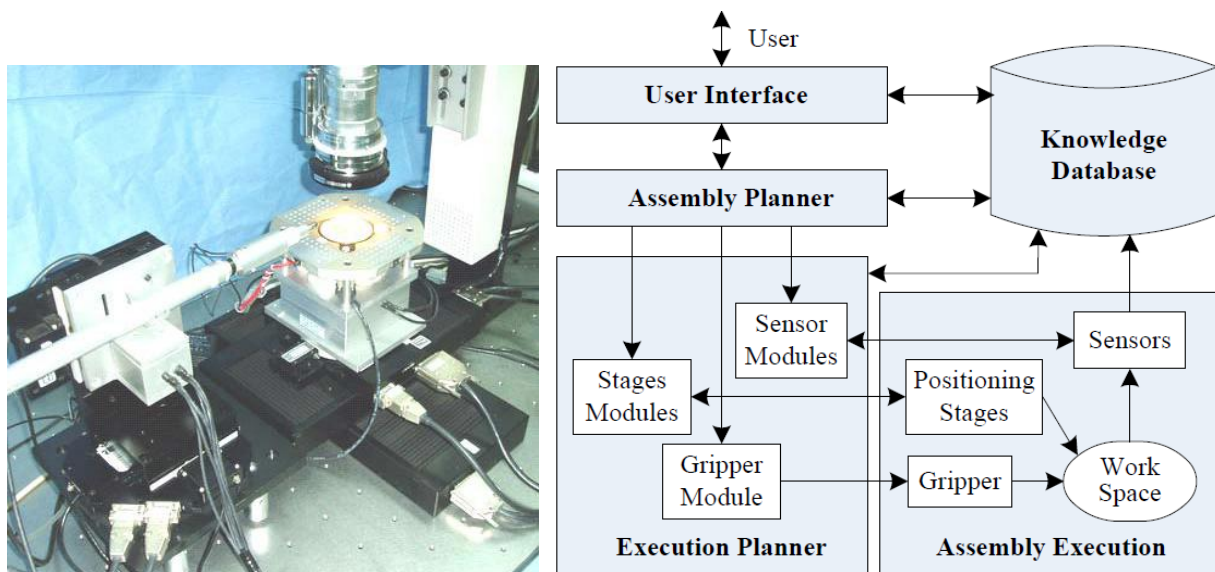 User
User Interface
Knowledge
Database
Assembly Planner
Sensor
Modules
Sensors
Stages
Modules
Positioning
Stages
Gripper
Module
Gripper
Work
Space
Execution Planner
Assembly Execution